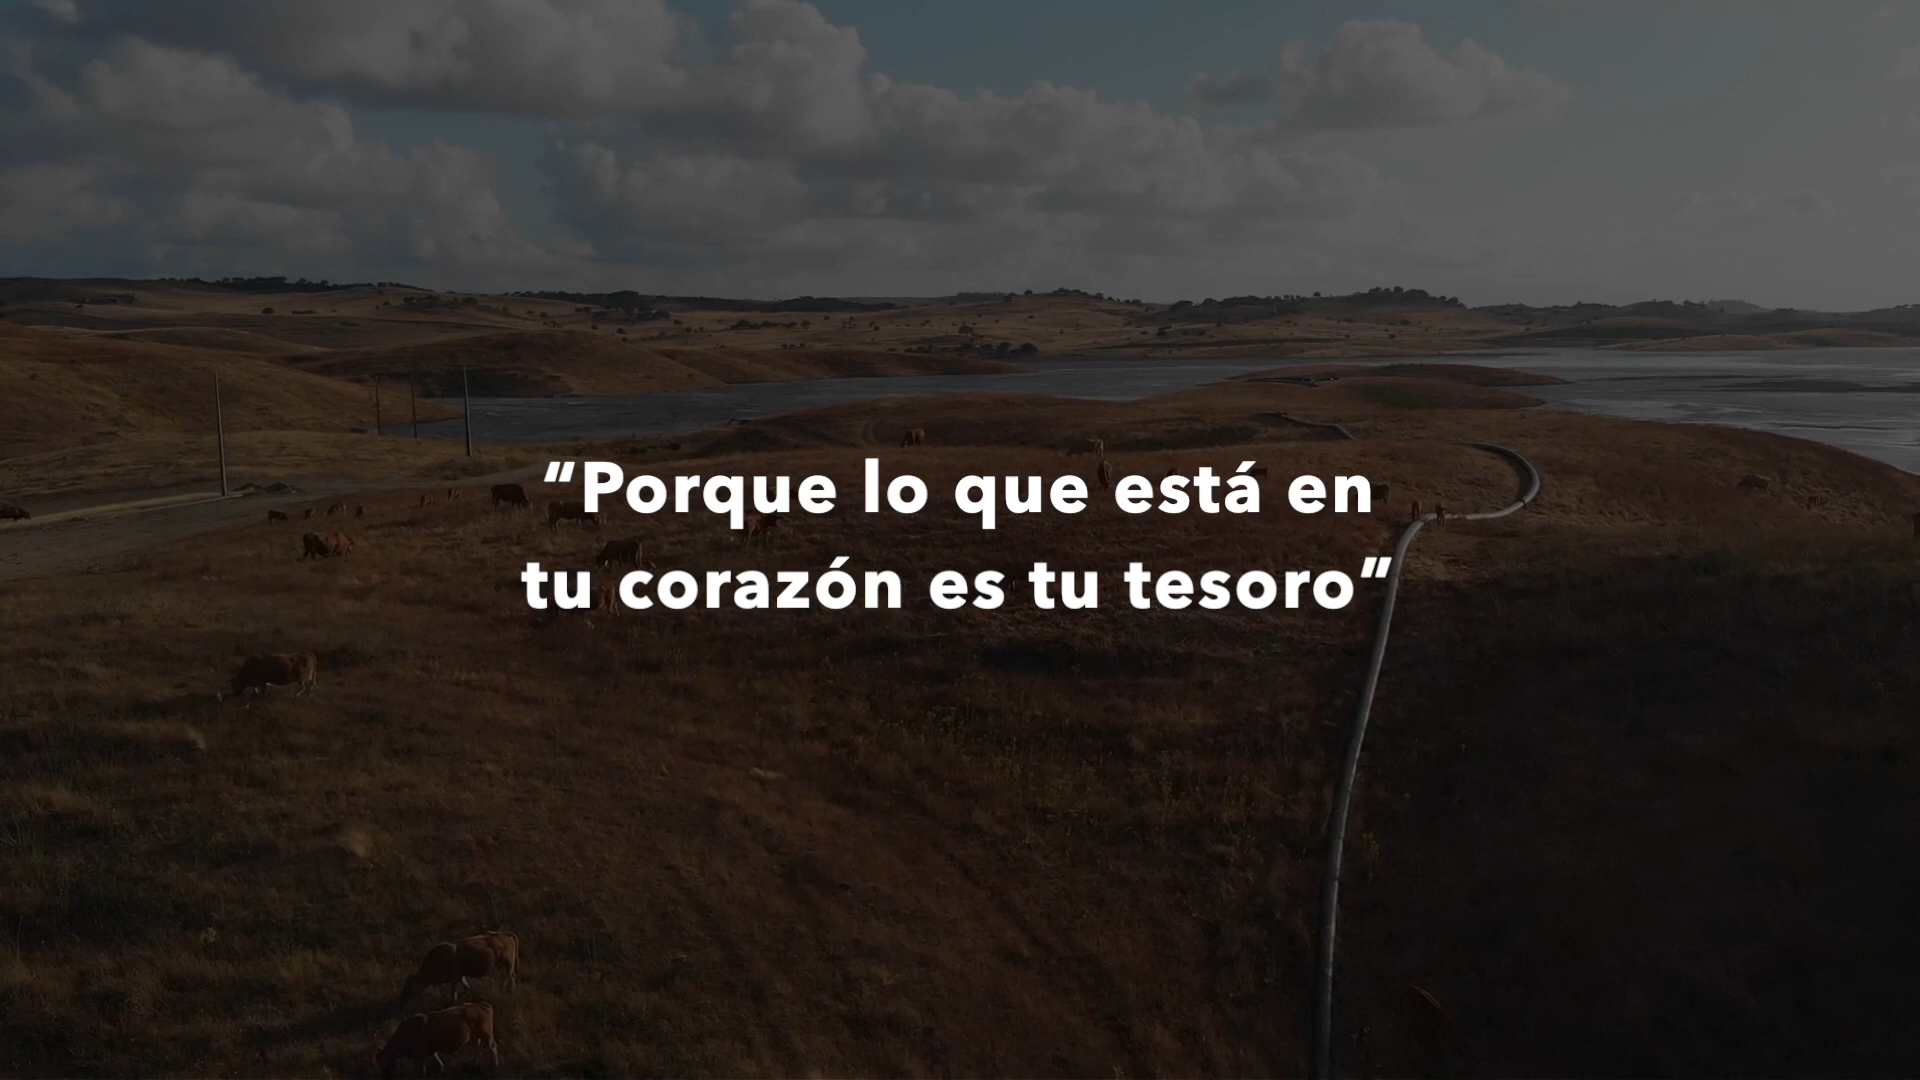 “Porque lo que está en
tu corazón es tu tesoro”